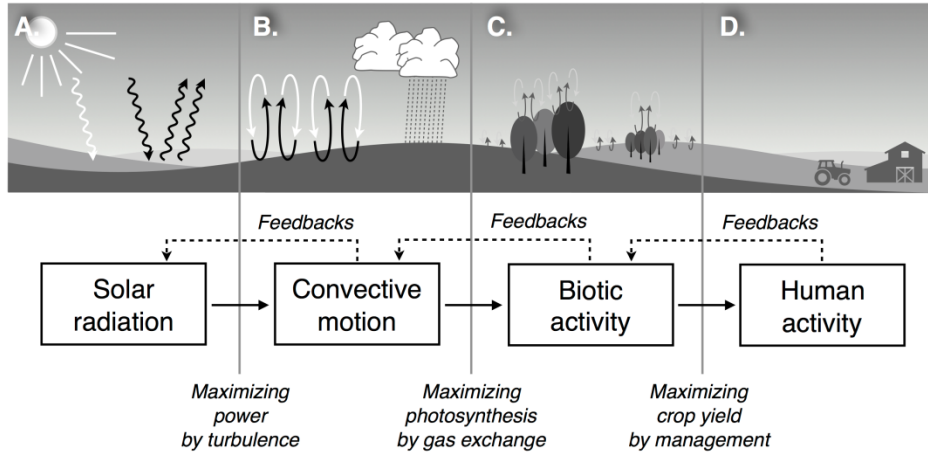 A.
B.
C.
D.
Feedbacks
Feedbacks
Feedbacks
Solar
radiation
Convective
motion
Biotic
activity
Human
activity
Maximizing
power
by turbulence
Maximizing
photosynthesis
by gas exchange
Maximizing
crop yield
by management